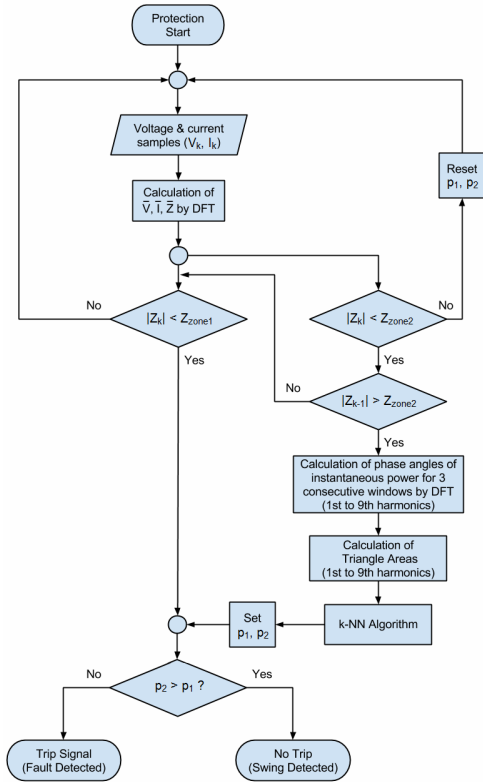 Protection
Start
Voltage & current
samples (Vₖ, Iₖ)
Calculation of
V̅, I̅, Z̅ by DFT
Reset
p₁, p₂
No
|Zₖ| < Z_zone1
Yes
|Zₖ| < Z_zone2
No
Yes
No
|Zₖ₋₁| > Z_zone2
Yes
Calculation of phase angles of
instantaneous power for 3
consecutive windows by DFT
(1st to 9th harmonics)
Calculation of
Triangle Areas
(1st to 9th harmonics)
k-NN Algorithm
Set
p₁, p₂
No
p₂ > p₁ ?
Yes
Trip Signal
(Fault Detected)
No Trip
(Swing Detected)